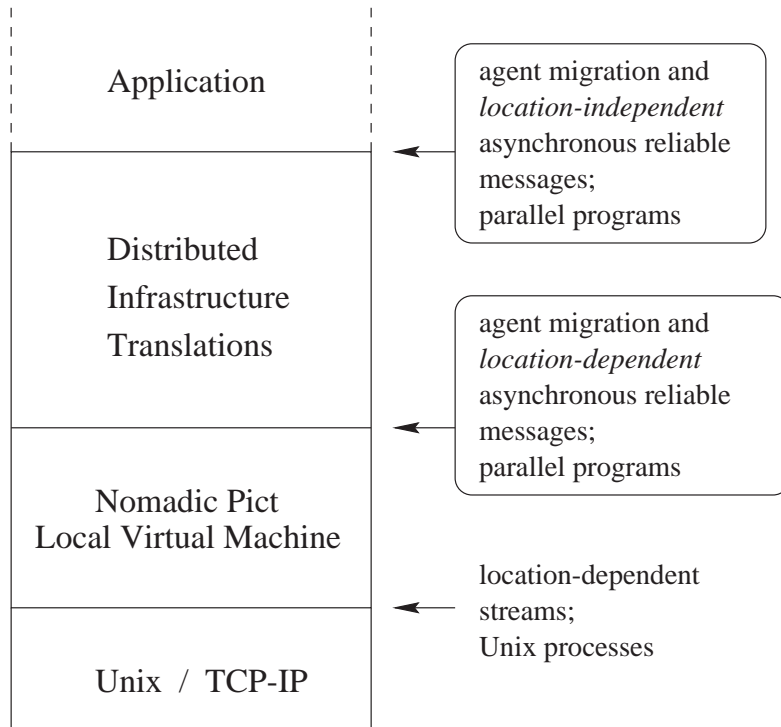 Application
agent migration and
location-independent
asynchronous reliable
messages;
parallel programs
Distributed
Infrastructure
Translations
agent migration and
location-dependent
asynchronous reliable
messages;
parallel programs
Nomadic Pict
Local Virtual Machine
location-dependent
streams;
Unix processes
Unix / TCP-IP